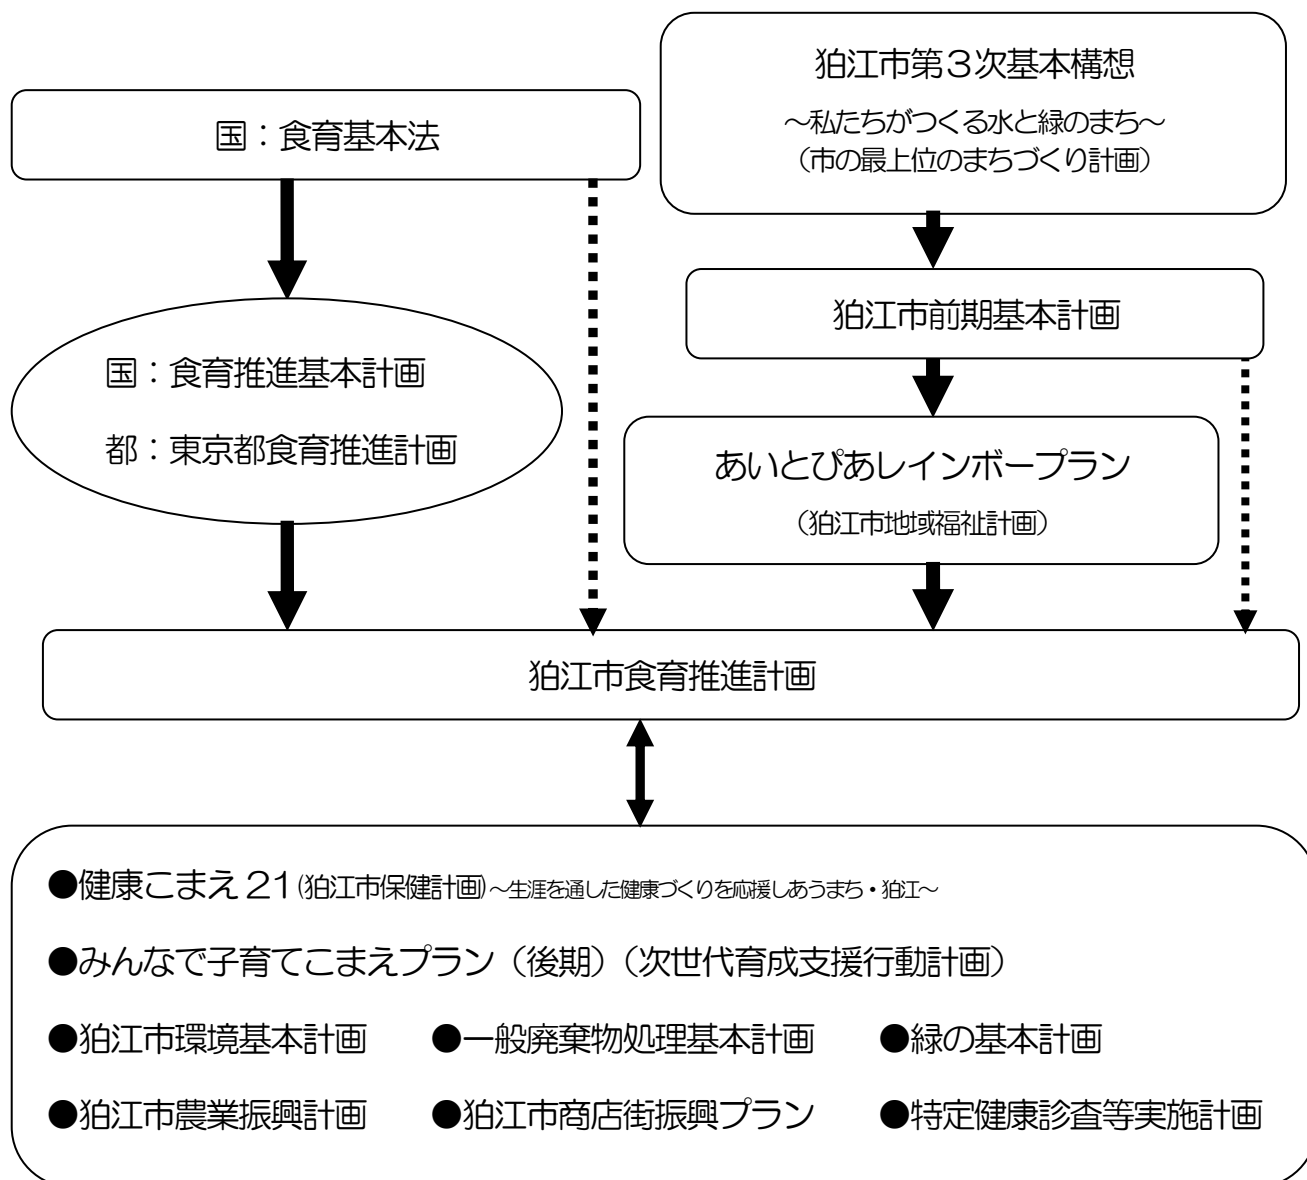 狛江市第３次基本構想
～私たちがつくる水と緑のまち～
（市の最上位のまちづくり計画）
国：食育基本法
狛江市前期基本計画
国：食育推進基本計画
都：東京都食育推進計画
あいとぴあレインボープラン
（狛江市地域福祉計画）
狛江市食育推進計画
●健康こまえ 21(狛江市保健計画)～生涯を通した健康づくりを応援しあうまち・狛江～
●みんなで子育てこまえプラン（後期）（次世代育成支援行動計画）
●狛江市環境基本計画　●一般廃棄物処理基本計画　●緑の基本計画
●狛江市農業振興計画　●狛江市商店街振興プラン　●特定健康診査等実施計画